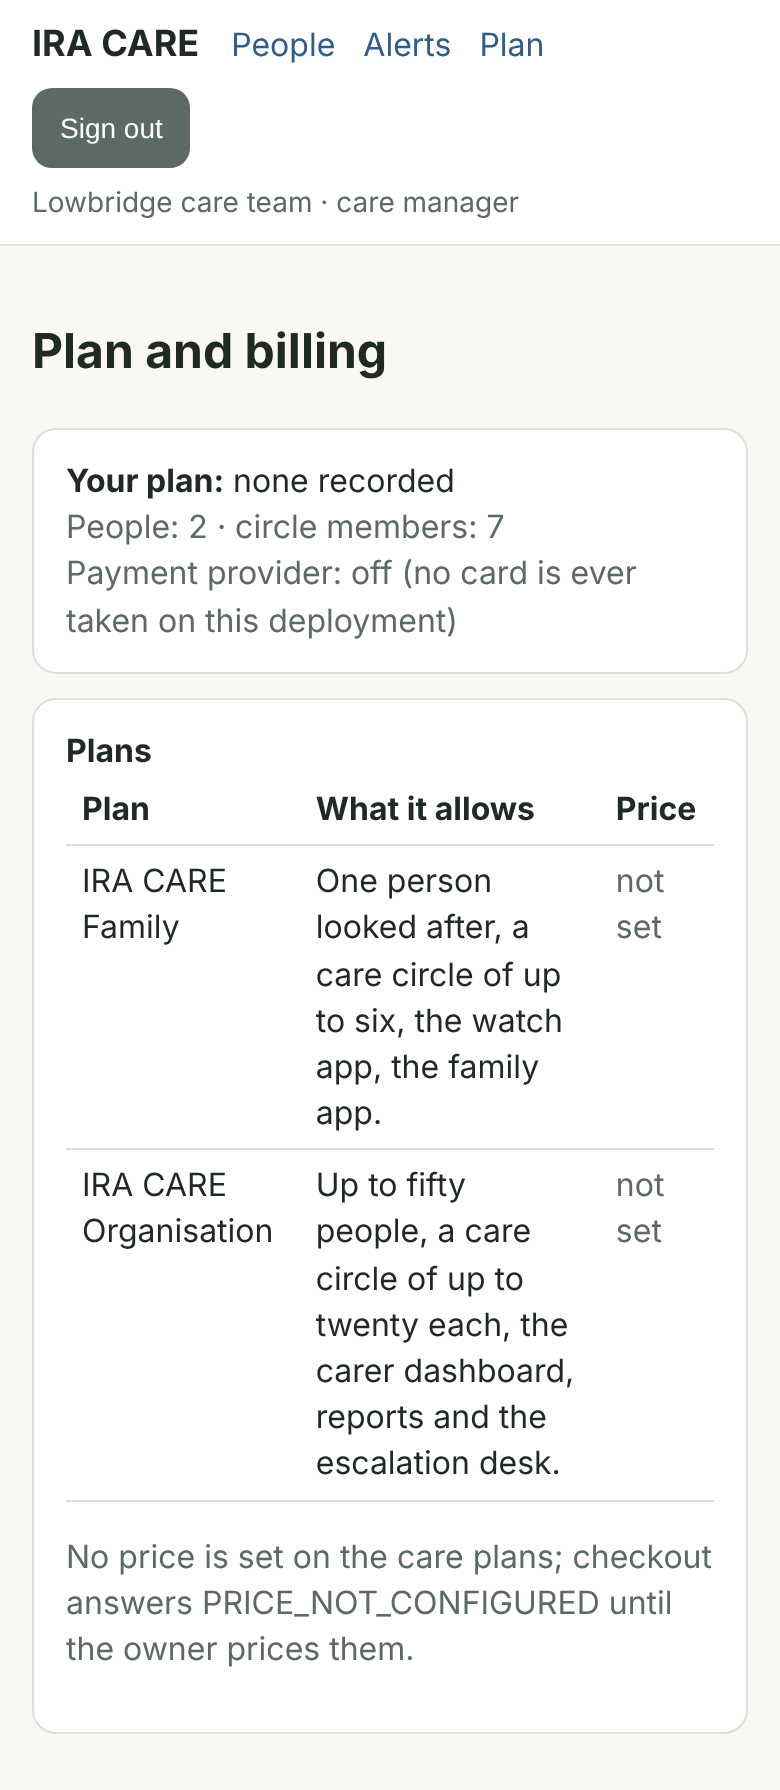 IRA CARE People Alerts Plan
Sign out
Lowbridge care team · care manager
Plan and billing
Your plan: none recorded
People: 2 · circle members: 7
Payment provider: off (no card is ever
taken on this deployment)
Plans
Plan What it allows Price
IRA CARE One person not
Family looked after, a set
care circle of up
to six, the watch
app, the family
app.
IRA CARE Up to fifty not
Organisation people, a care set
circle of up to
twenty each, the
carer dashboard,
reports and the
escalation desk.
No price is set on the care plans; checkout
answers PRICE_NOT_CONFIGURED until
the owner prices them.